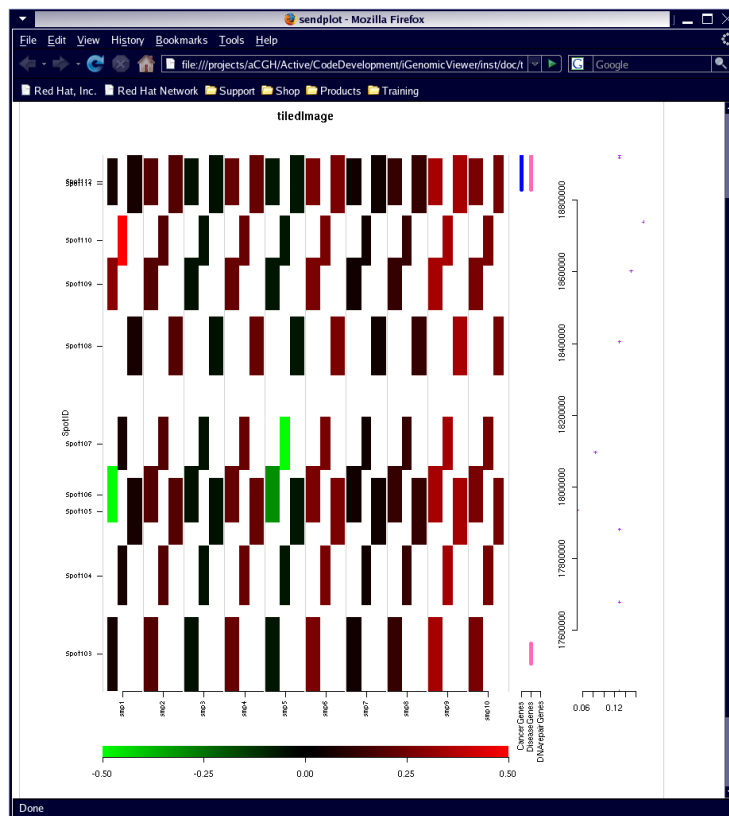 sendplot - Mozilla Firefox
File Edit View History Bookmarks Tools Help
file:///projects/aCGH/Active/CodeDevelopment/iGenomicViewer/inst/doc/t
G Google
Red Hat, Inc. Red Hat Network Support Shop Products Training
tiledImage
Spot110
Spot109
Spot108
Spot107
Spot106
Spot105
Spot104
Spot103
SpotID
smp1 smp2 smp3 smp4 smp5 smp6 smp7 smp8 smp9 smp10
CancerGenes
DiseaseGenes
DNArepairGenes
18800000
18600000
18400000
18200000
18000000
17800000
17600000
0.06 0.12
-0.50 -0.25 0.00 0.25 0.50
Done